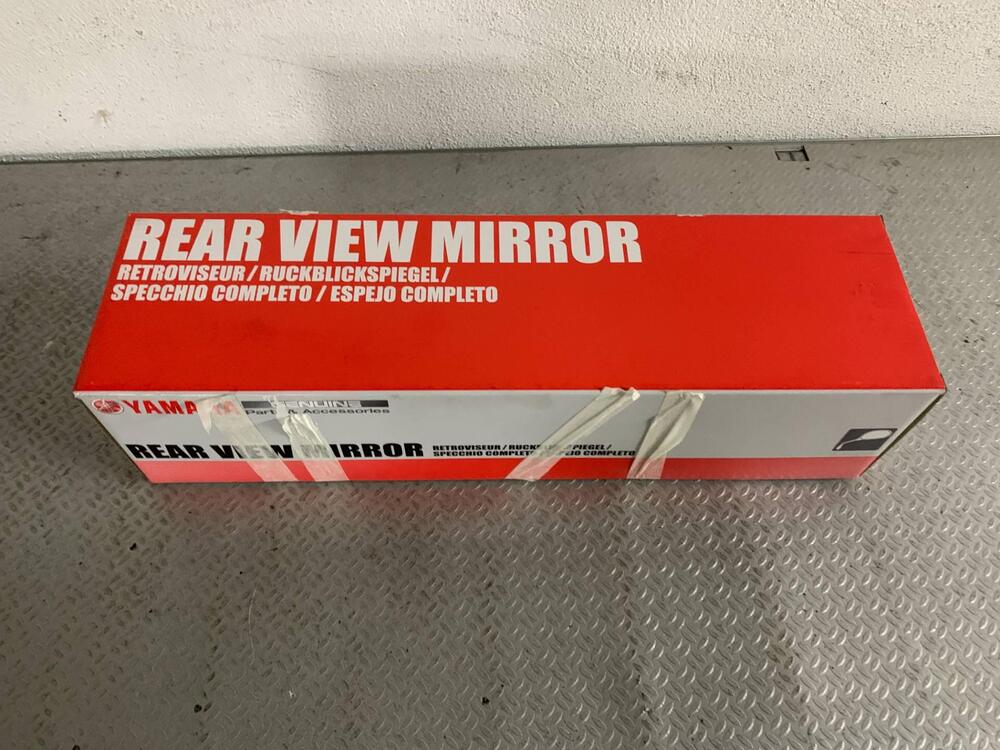 REAR VIEW MIRROR
RETROVISEUR / RUCKBLICKSPIEGEL /
SPECCHIO COMPLETO / ESPEJO COMPLETO
GENUINE
Parts & Accessories
REAR VIEW MIRROR
RETROVISEUR / /
SPECCHIO COMPLETO / ESPEJO COMPLETO